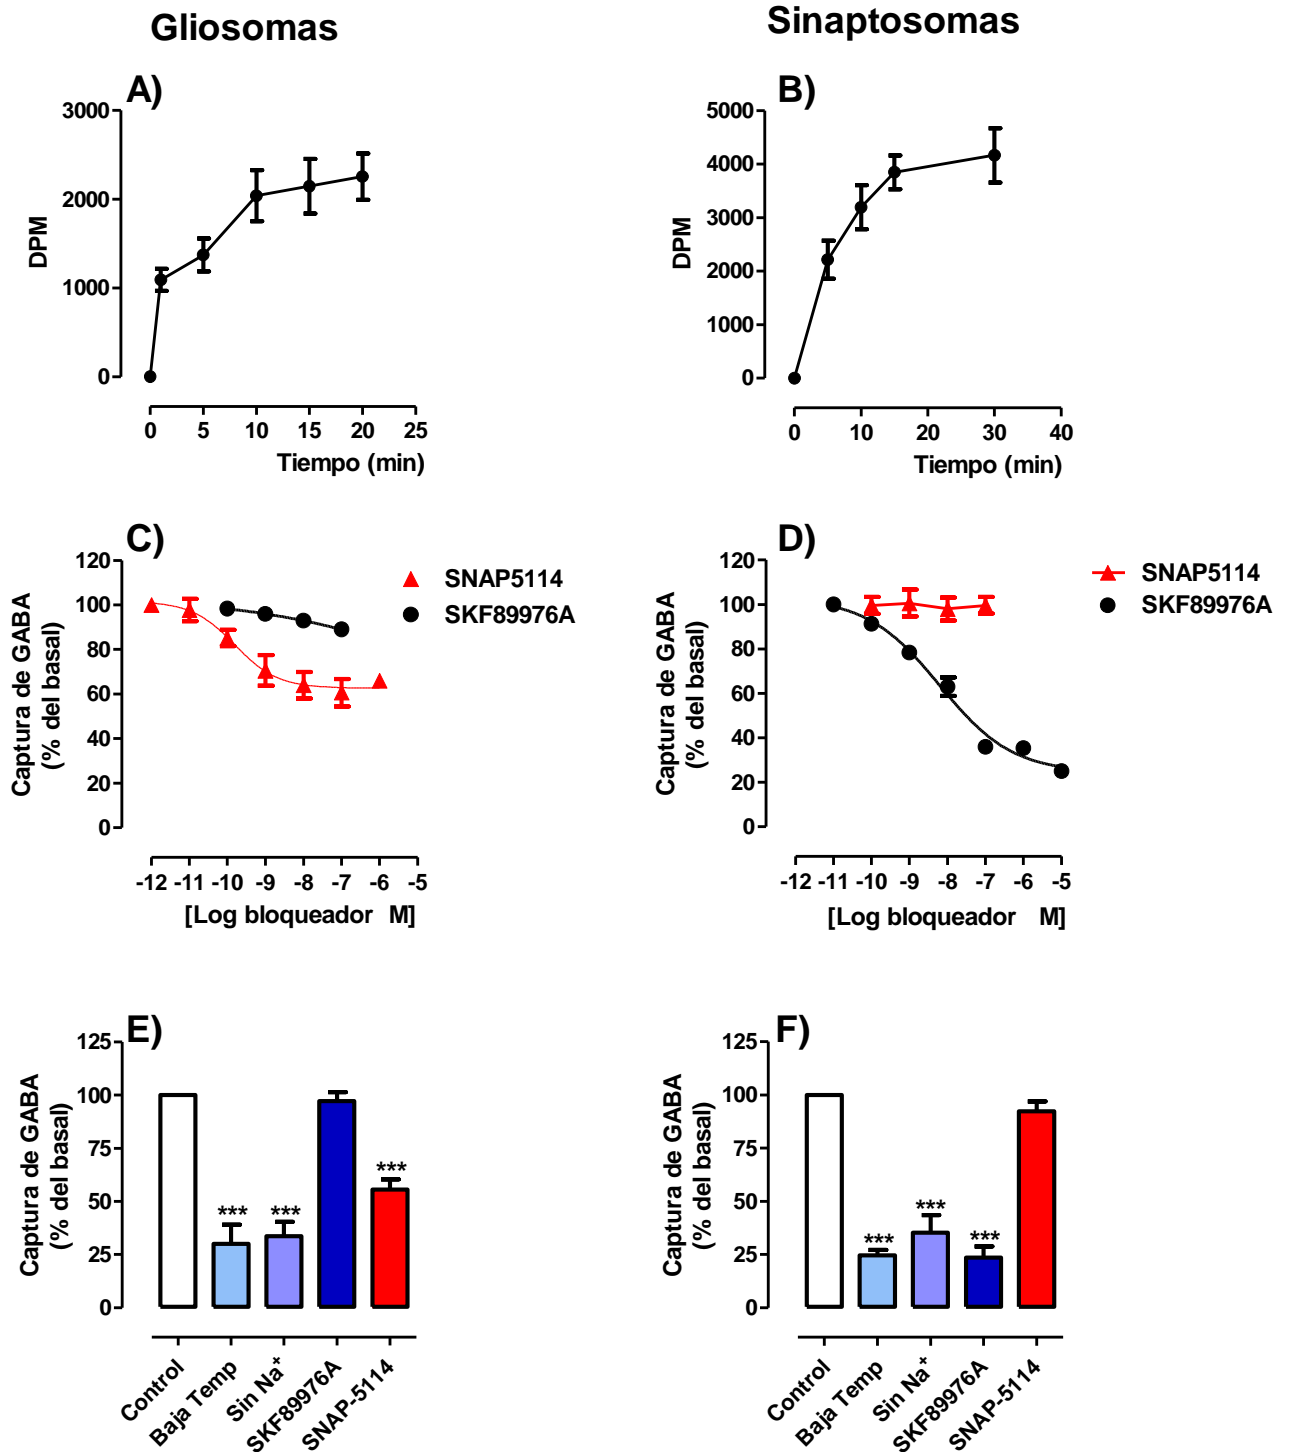 Gliosomas
Sinaptosomas
A)
3000
2000
1000
0
DPM
0 5 10 15 20 25
Tiempo (min)
B)
5000
4000
3000
2000
1000
0
DPM
0 10 20 30 40
Tiempo (min)
C)
120
100
80
60
40
20
0
Captura de GABA
(% del basal)
SNAP5114
SKF89976A
-12 -11 -10 -9 -8 -7 -6 -5
[Log bloqueador M]
D)
120
100
80
60
40
20
0
Captura de GABA
(% del basal)
SNAP5114
SKF89976A
-12 -11 -10 -9 -8 -7 -6 -5
[Log bloqueador M]
E)
125
100
75
50
25
0
Captura de GABA
(% del basal)
*** *** ***
Control
Baja Temp
Sin Na⁺
SKF89976A
SNAP-5114
F)
125
100
75
50
25
0
Captura de GABA
(% del basal)
*** *** ***
Control
Baja Temp
Sin Na⁺
SKF89976A
SNAP-5114